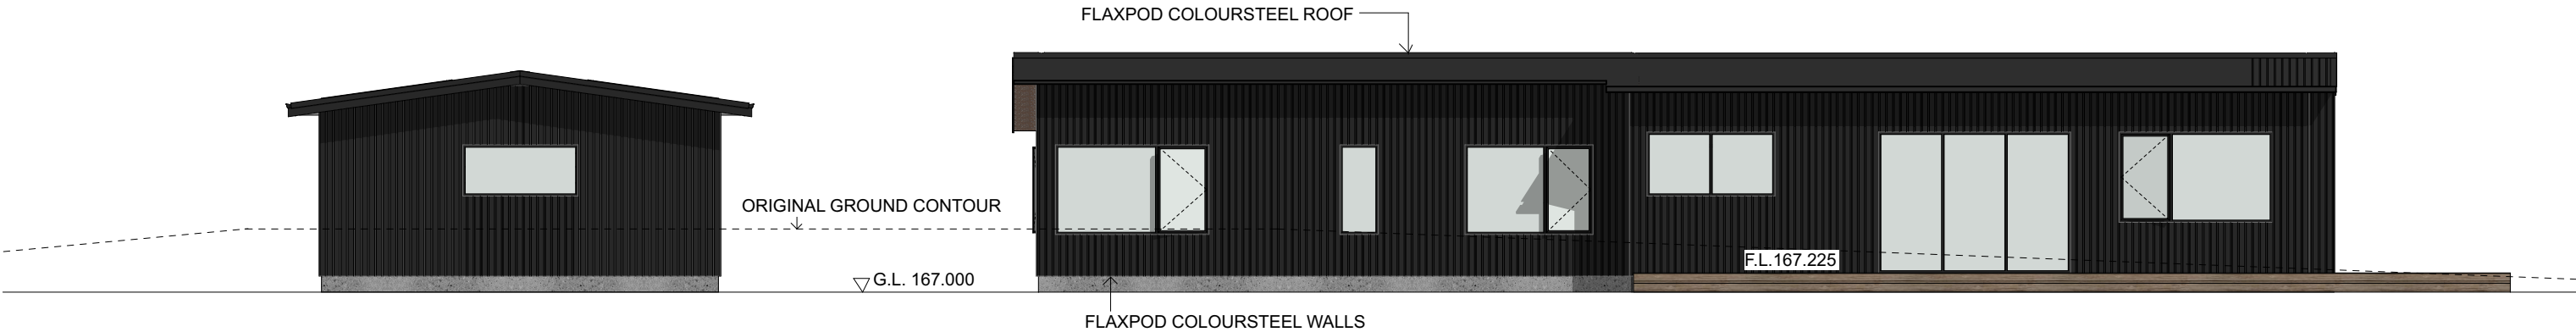 FLAXPOD COLOURSTEEL ROOF
ORIGINAL GROUND CONTOUR
F.L.167.225
G.L. 167.000
FLAXPOD COLOURSTEEL WALLS